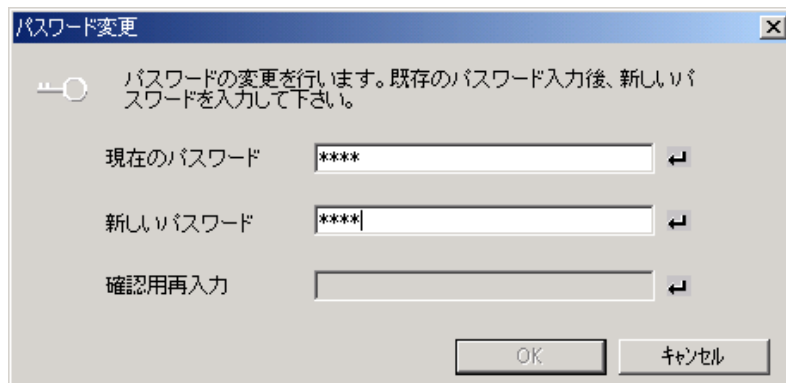 パスワード変更
パスワードの変更を行います。既存のパスワード入力後、新しいパ
スワードを入力して下さい。
現在のパスワード ****
新しいパスワード ****
確認用再入力
OK ｷｬﾝｾﾙ